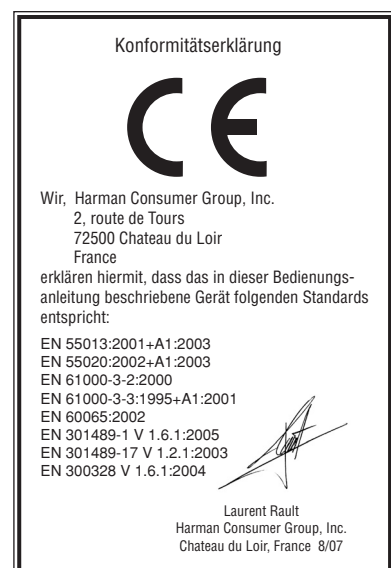 Konformitätserklärung
CE
Wir, Harman Consumer Group, Inc.
2, route de Tours
72500 Chateau du Loir
France
erklären hiermit, dass das in dieser Bedienungs-
anleitung beschriebene Gerät folgenden Standards
entspricht:
EN 55013:2001+A1:2003
EN 55020:2002+A1:2003
EN 61000-3-2:2000
EN 61000-3-3:1995+A1:2001
EN 60065:2002
EN 301489-1 V 1.6.1:2005
EN 301489-17 V 1.2.1:2003
EN 300328 V 1.6.1:2004
Laurent Rault
Harman Consumer Group, Inc.
Chateau du Loir, France 8/07